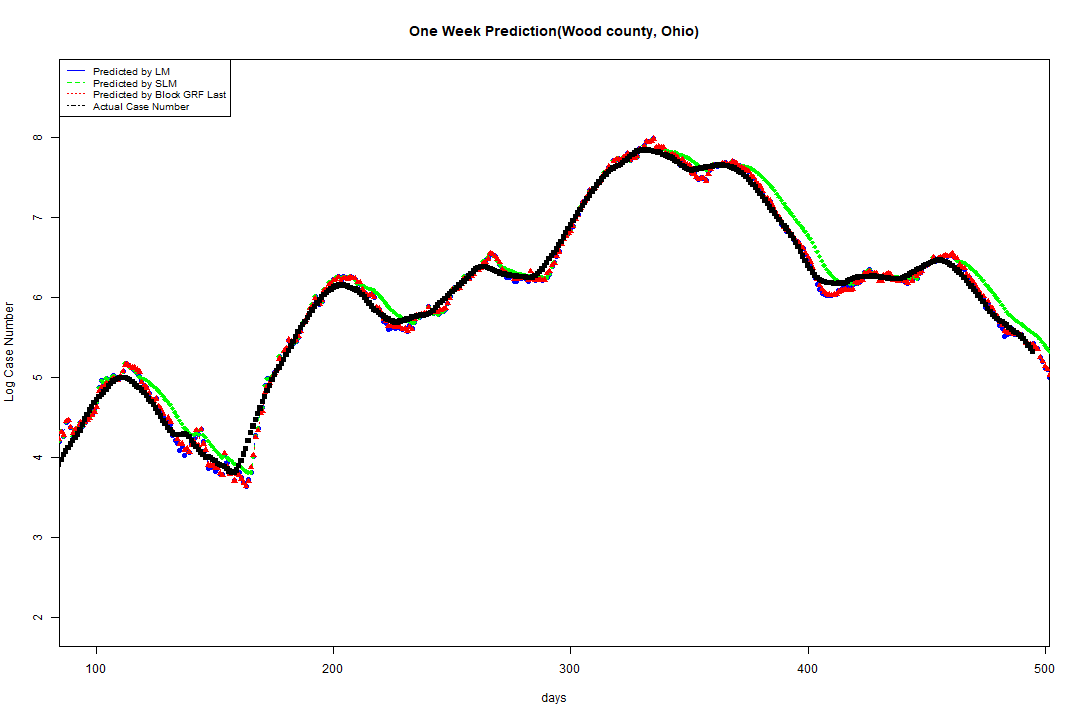 One Week Prediction(Wood county, Ohio)
Predicted by LM
Predicted by SLM
Predicted by Block GRF Last
Actual Case Number
8
7
6
5
4
3
2
Log Case Number
100 200 300 400 500
days